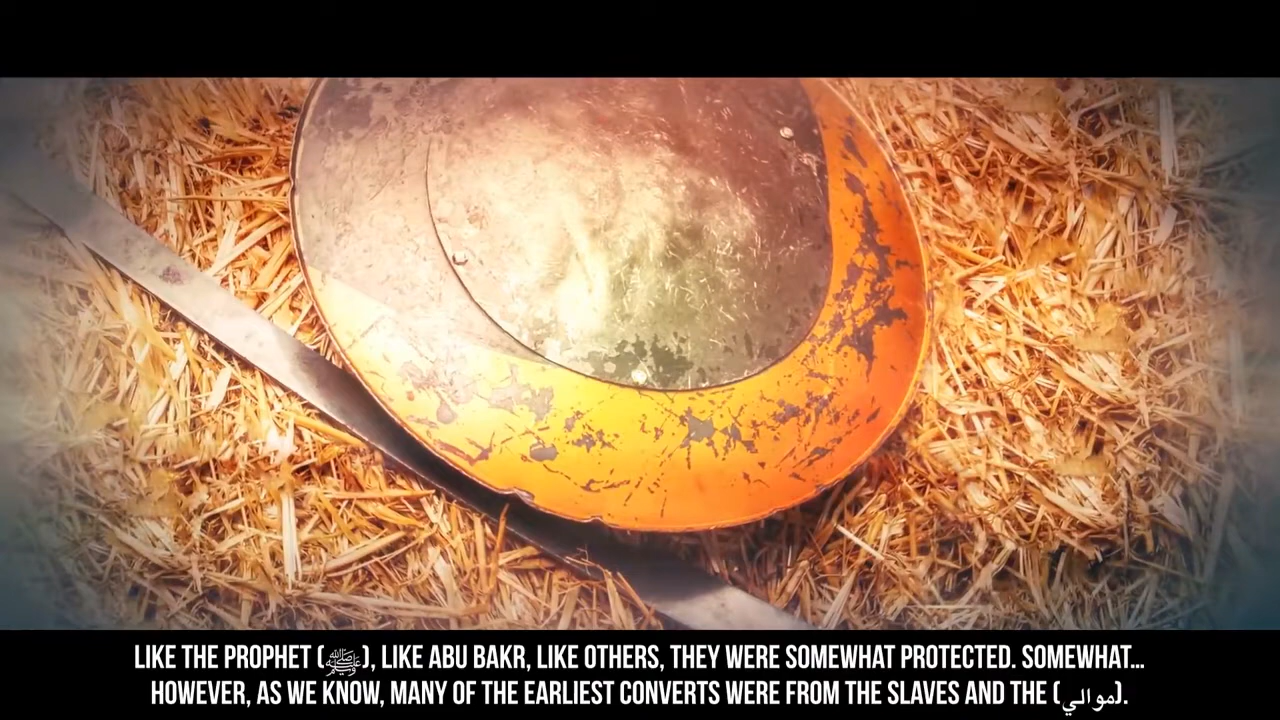 LIKE THE PROPHET (ﷺ), LIKE ABU BAKR, LIKE OTHERS, THEY WERE SOMEWHAT PROTECTED. SOMEWHAT...
HOWEVER, AS WE KNOW, MANY OF THE EARLIEST CONVERTS WERE FROM THE SLAVES AND THE (موالي).